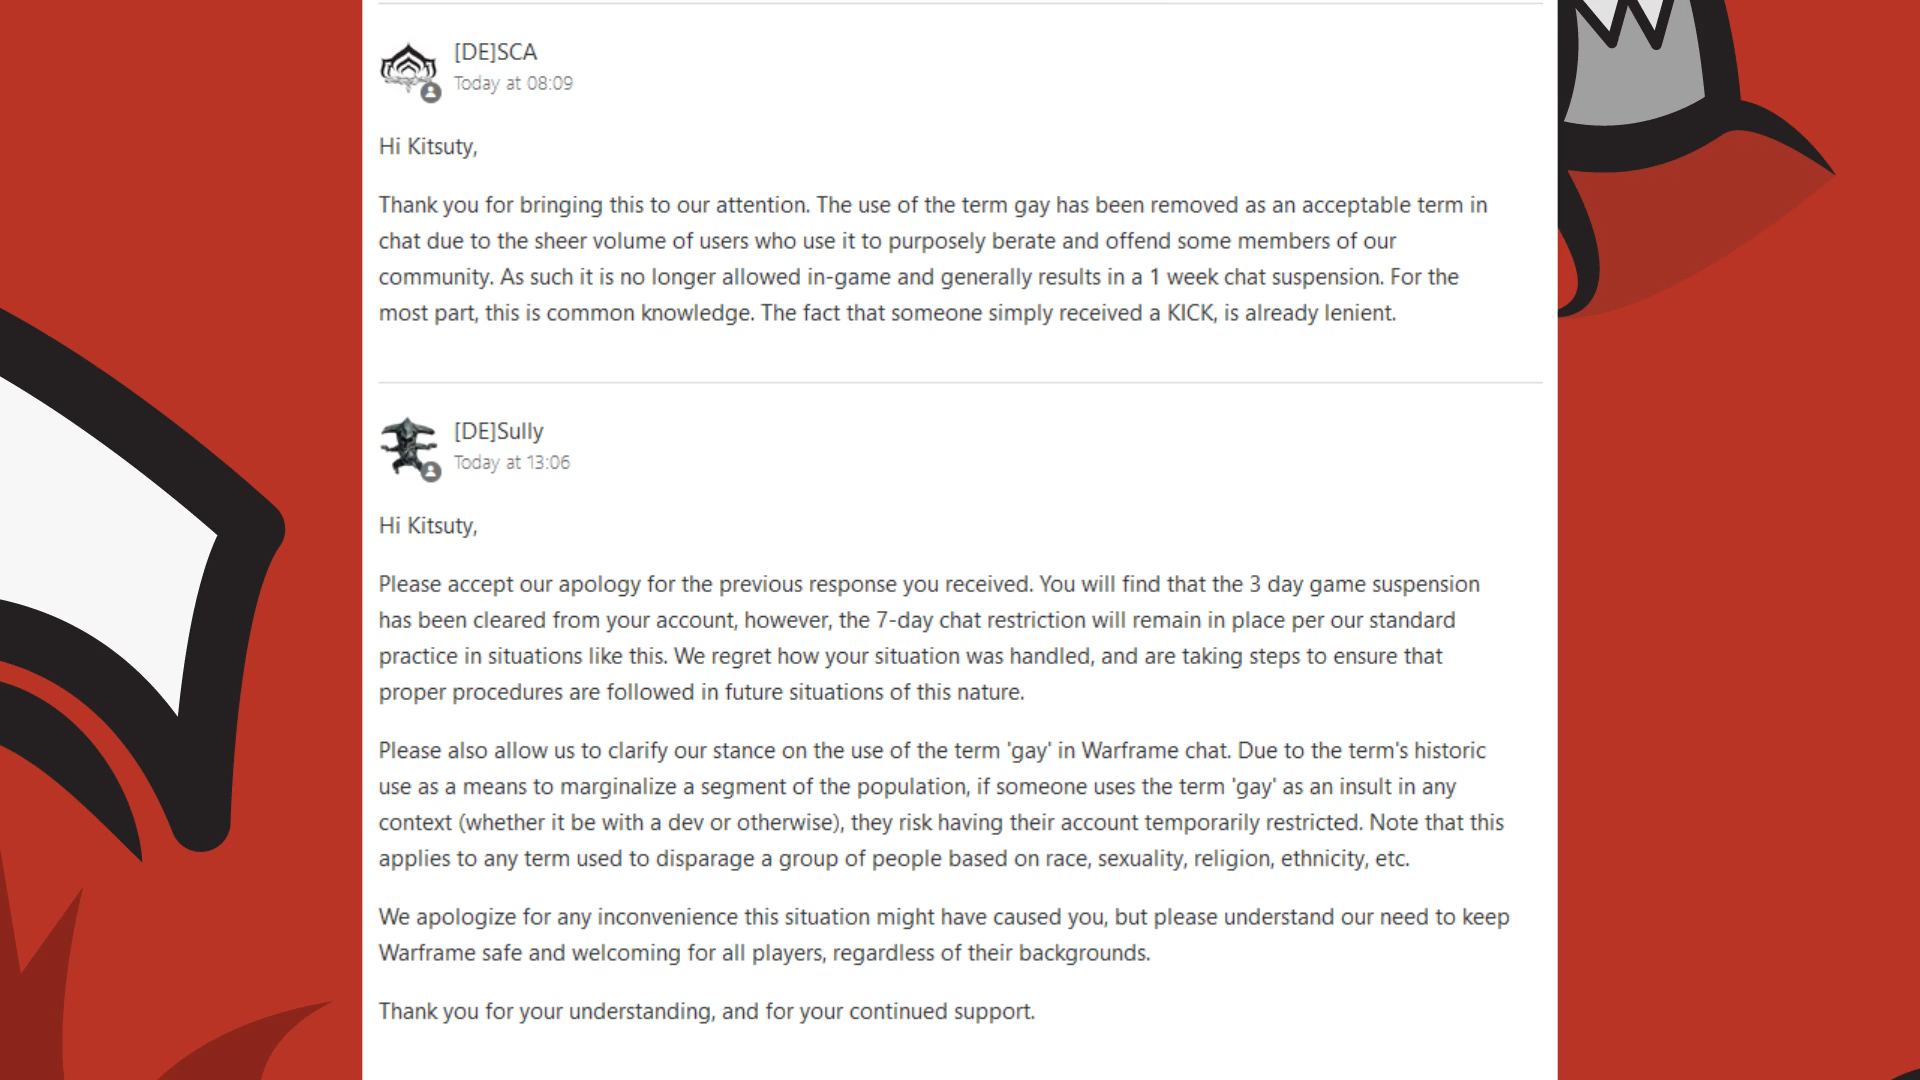 [DE]SCA
Today at 08:09
Hi Kitsuty,
Thank you for bringing this to our attention. The use of the term gay has been removed as an acceptable term in
chat due to the sheer volume of users who use it to purposely berate and offend some members of our
community. As such it is no longer allowed in-game and generally results in a 1 week chat suspension. For the
most part, this is common knowledge. The fact that someone simply received a KICK, is already lenient.
[DE]Sully
Today at 13:06
Hi Kitsuty,
Please accept our apology for the previous response you received. You will find that the 3 day game suspension
has been cleared from your account, however, the 7-day chat restriction will remain in place per our standard
practice in situations like this. We regret how your situation was handled, and are taking steps to ensure that
proper procedures are followed in future situations of this nature.
Please also allow us to clarify our stance on the use of the term 'gay' in Warframe chat. Due to the term's historic
use as a means to marginalize a segment of the population, if someone uses the term 'gay' as an insult in any
context (whether it be with a dev or otherwise), they risk having their account temporarily restricted. Note that this
applies to any term used to disparage a group of people based on race, sexuality, religion, ethnicity, etc.
We apologize for any inconvenience this situation might have caused you, but please understand our need to keep
Warframe safe and welcoming for all players, regardless of their backgrounds.
Thank you for your understanding, and for your continued support.